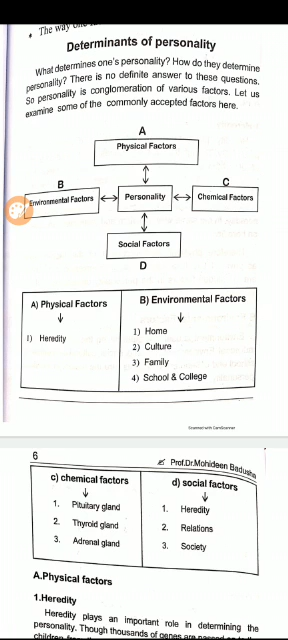 • The way
Determinants of personality
What determines one's personality? How do they determine
personality? There is no definite answer to these questions.
So personality is conglomeration of various factors. Let us
examine some of the commonly accepted factors here.
A
Physical Factors
B
Environmental Factors
Personality
C
Chemical Factors
Social Factors
D
A) Physical Factors
1) Heredity
B) Environmental Factors
1) Home
2) Culture
3) Family
4) School & College
Scanned with CamScanner
6
Prof.Dr.Mohideen Badusha
c) chemical factors
1. Pituitary gland
2. Thyroid gland
3. Adrenal gland
d) social factors
1. Heredity
2. Relations
3. Society
A.Physical factors
1.Heredity
Heredity plays an important role in determining the
personality. Though thousands of genes are passed